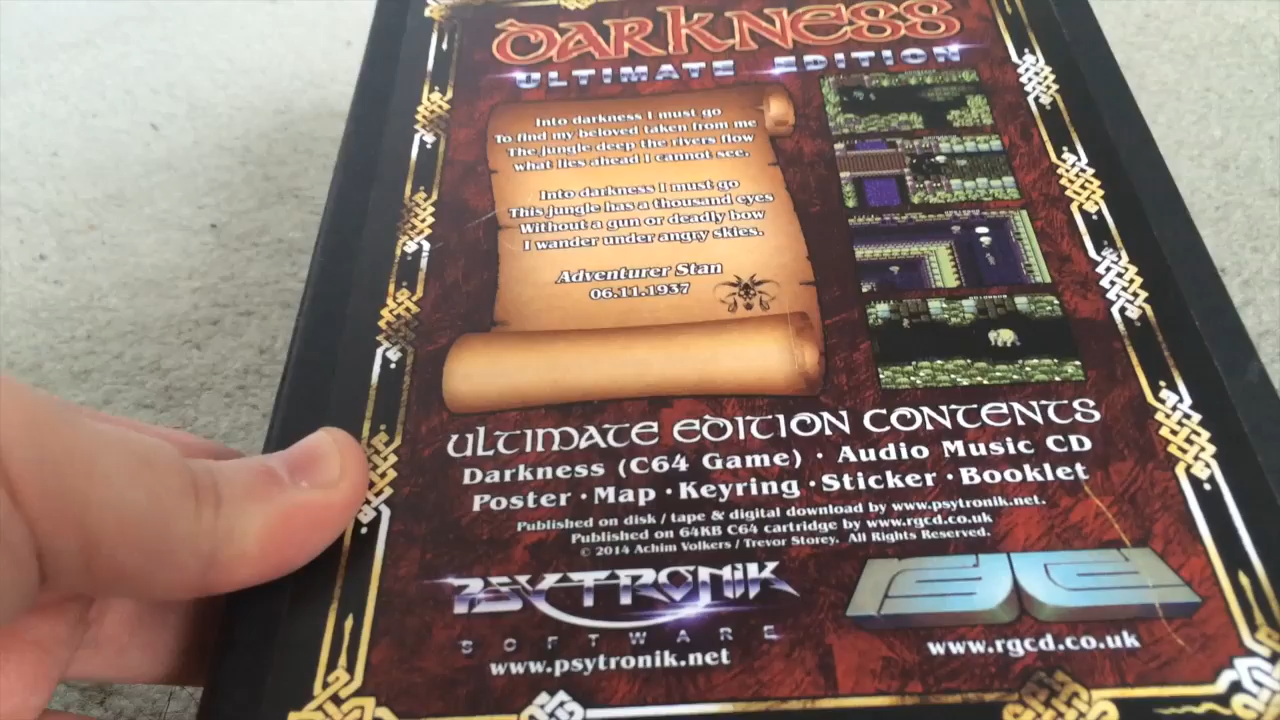 DARKNESS
ULTIMATE EDITION
Into darkness I must go
To find my beloved taken from me
The jungle deep the rivers flow
what lies ahead I cannot see.
Into darkness I must go
This jungle has a thousand eyes
Without a gun or deadly bow
I wander under angry skies.
Adventurer Stan
06.11.1937
ULTIMATE EDITION CONTENTS
Darkness (C64 Game) · Audio Music CD
Poster · Map · Keyring · Sticker · Booklet
Published on disk / tape & digital download by www.psytronik.net.
Published on 64KB C64 cartridge by www.rgcd.co.uk
© 2014 Achim Volkers / Trevor Storey. All Rights Reserved.
PSYTRONIK
SOFTWARE
www.psytronik.net
rgcd
www.rgcd.co.uk